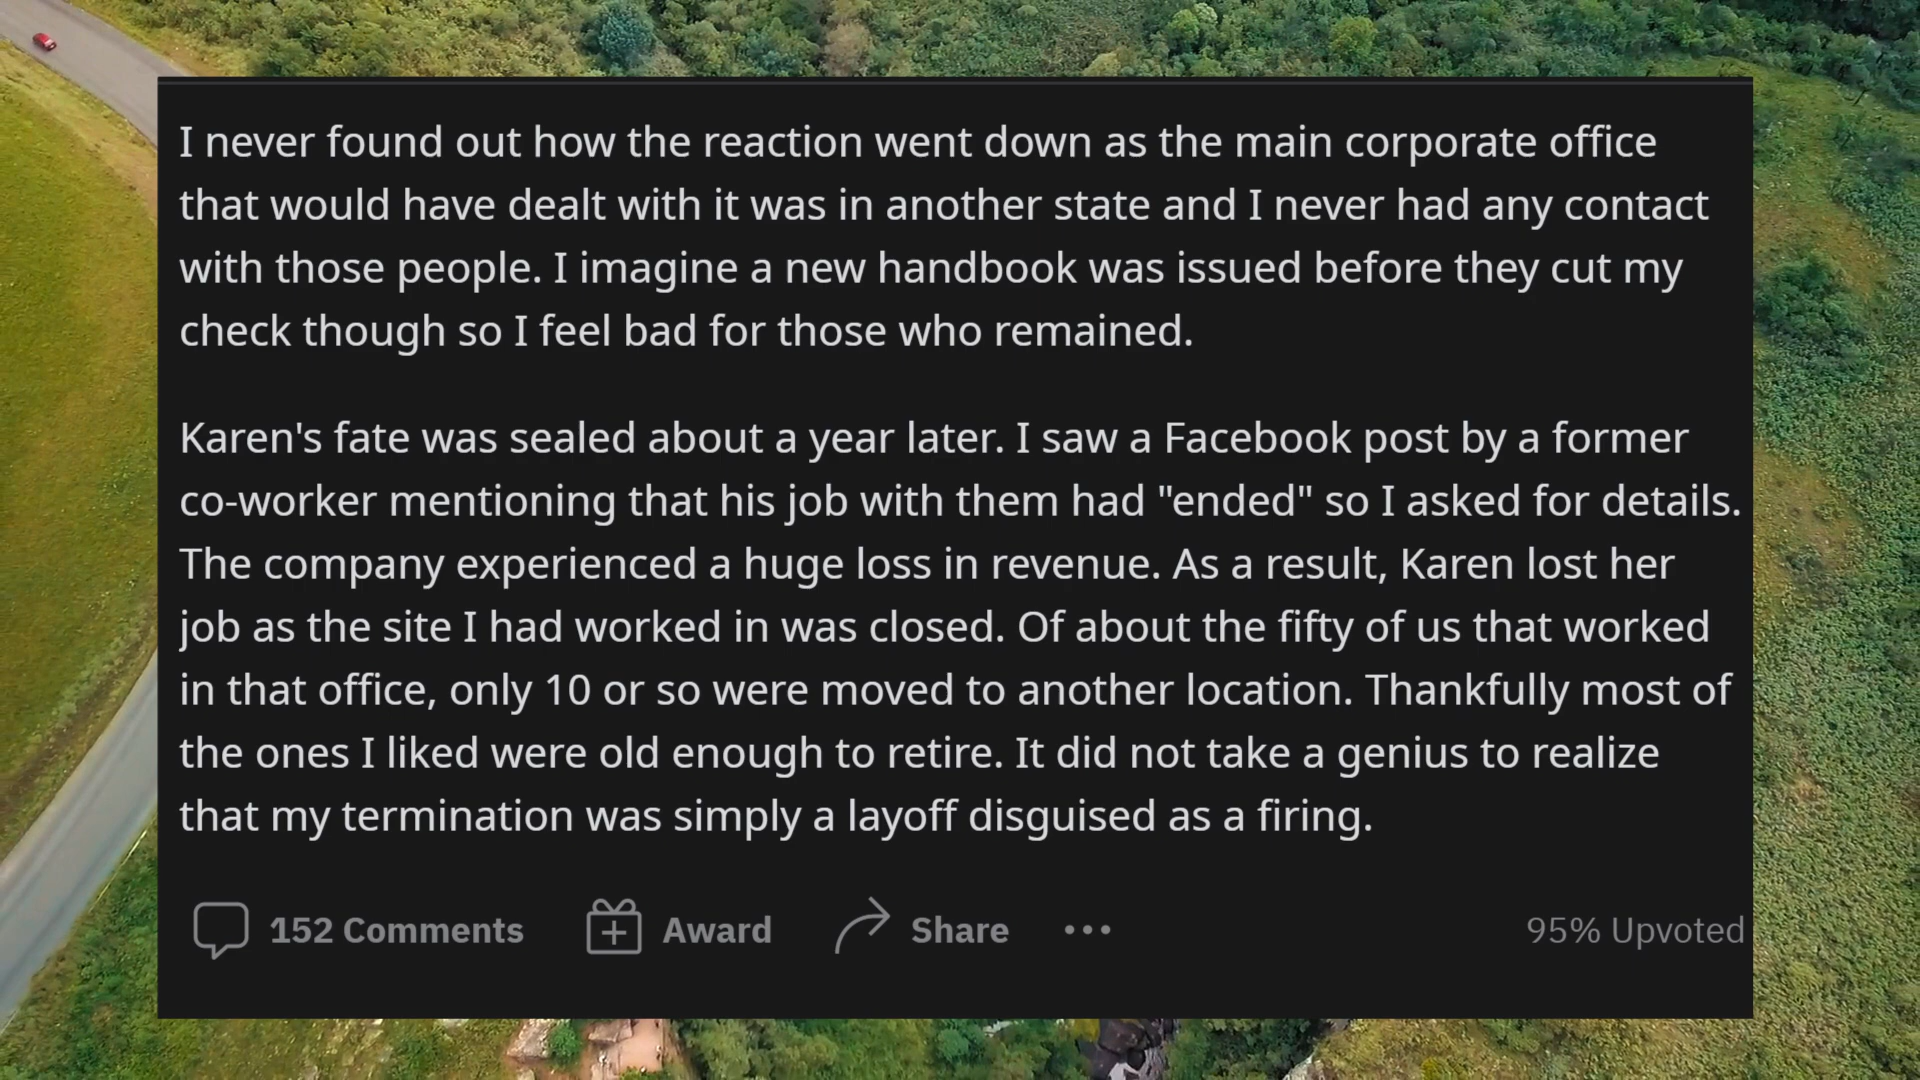 I never found out how the reaction went down as the main corporate office
that would have dealt with it was in another state and I never had any contact
with those people. I imagine a new handbook was issued before they cut my
check though so I feel bad for those who remained.
Karen's fate was sealed about a year later. I saw a Facebook post by a former
co-worker mentioning that his job with them had "ended" so I asked for details.
The company experienced a huge loss in revenue. As a result, Karen lost her
job as the site I had worked in was closed. Of about the fifty of us that worked
in that office, only 10 or so were moved to another location. Thankfully most of
the ones I liked were old enough to retire. It did not take a genius to realize
that my termination was simply a layoff disguised as a firing.
152 Comments Award Share ••• 95% Upvoted